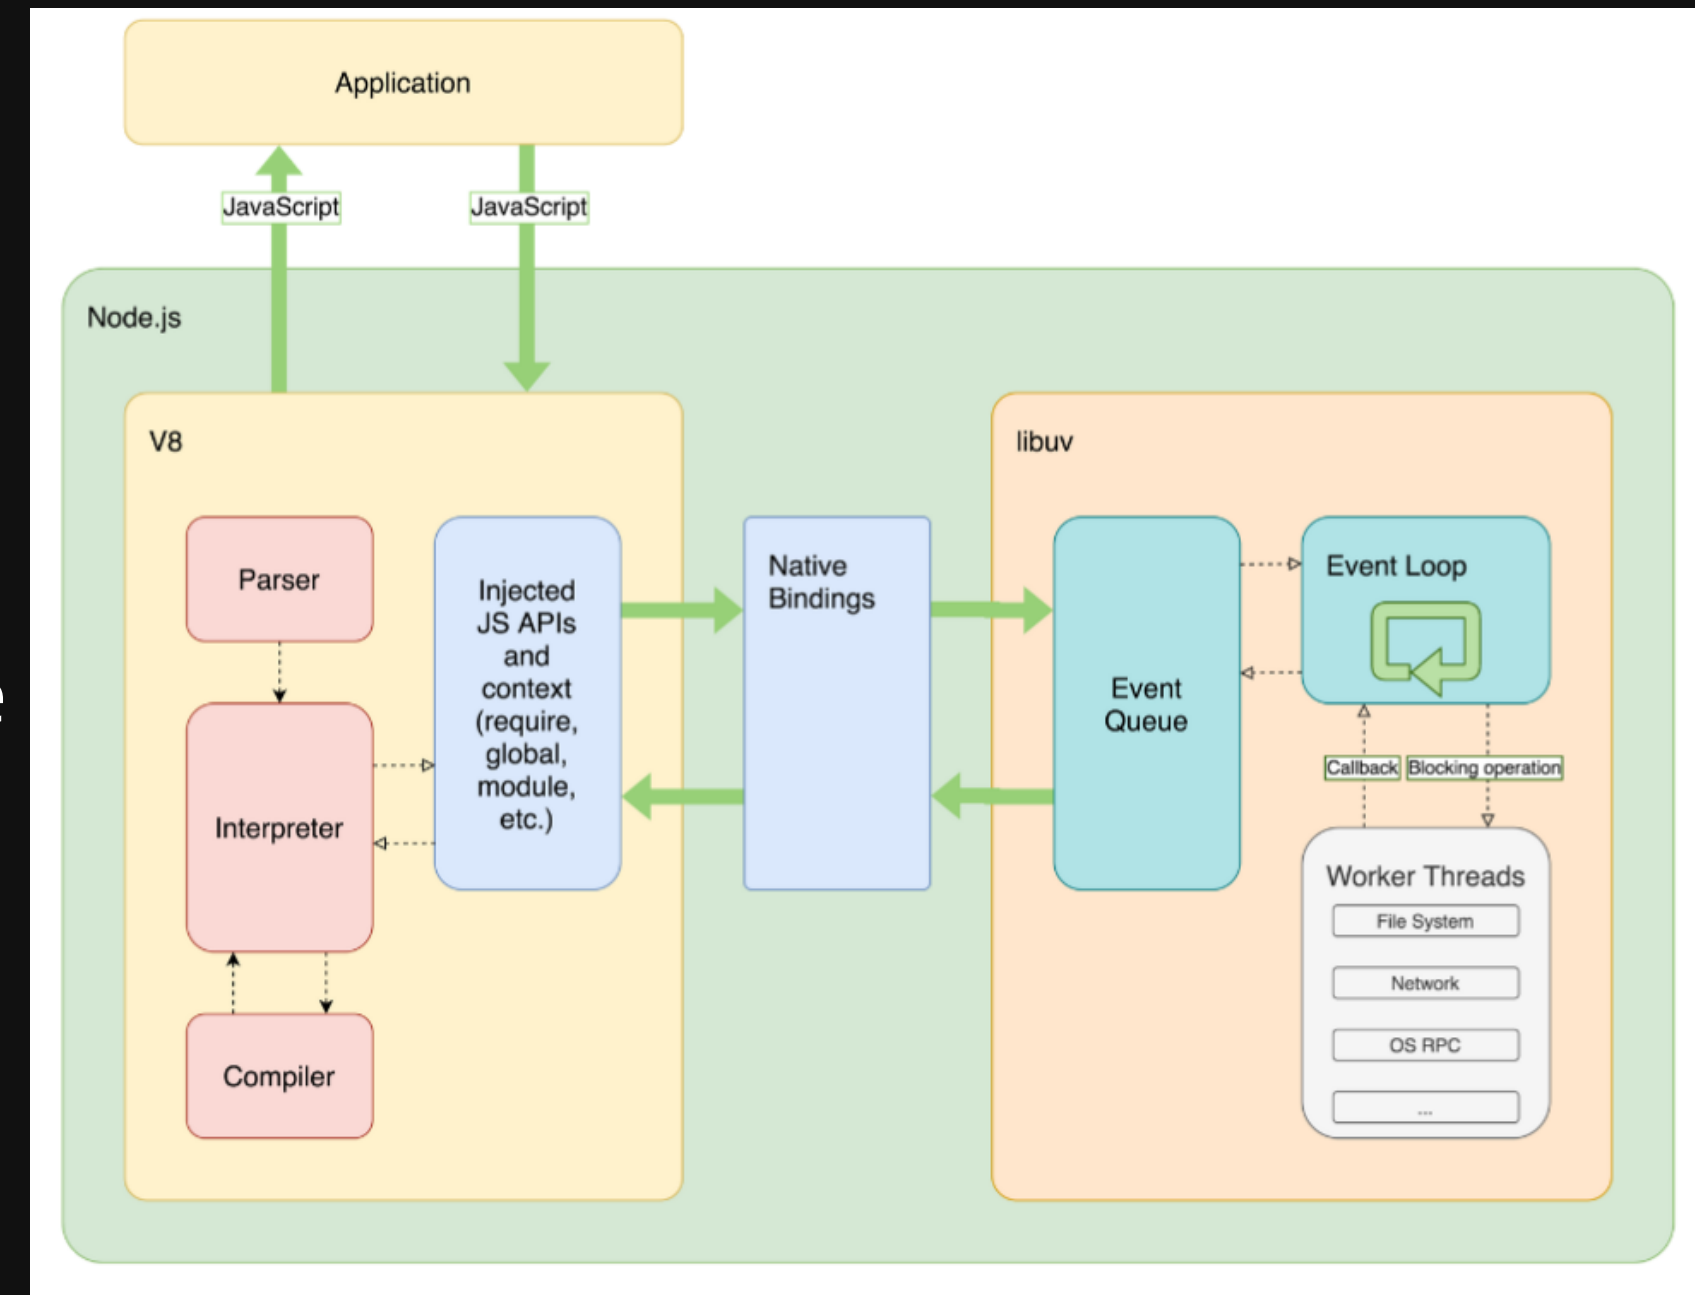 Application
JavaScript
JavaScript
Node.js
V8
Parser
Interpreter
Compiler
Injected
JS APIs
and
context
(require,
global,
module,
etc.)
Native
Bindings
libuv
Event
Queue
Event Loop
Callback
Blocking operation
Worker Threads
File System
Network
OS RPC
...
e